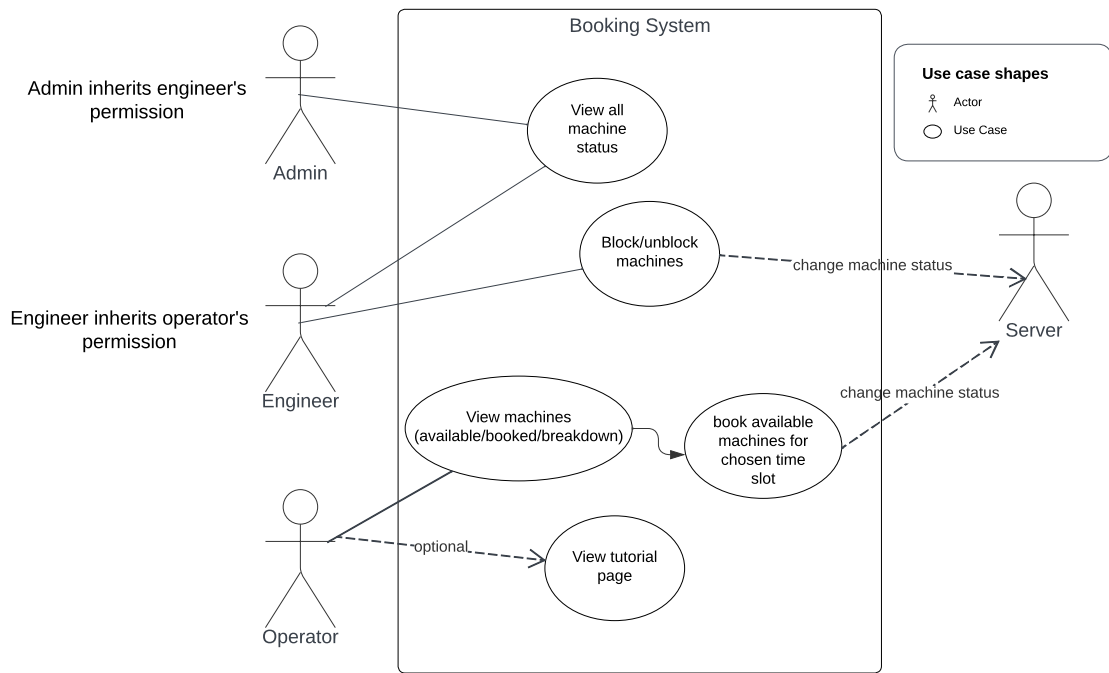 Booking System
Admin inherits engineer's
permission
Admin
View all
machine
status
Use case shapes
Actor
Use Case
Block/unblock
machines
change machine status
Server
Engineer inherits operator's
permission
Engineer
View machines
(available/booked/breakdown)
book available
machines for
chosen time
slot
change machine status
optional
View tutorial
page
Operator